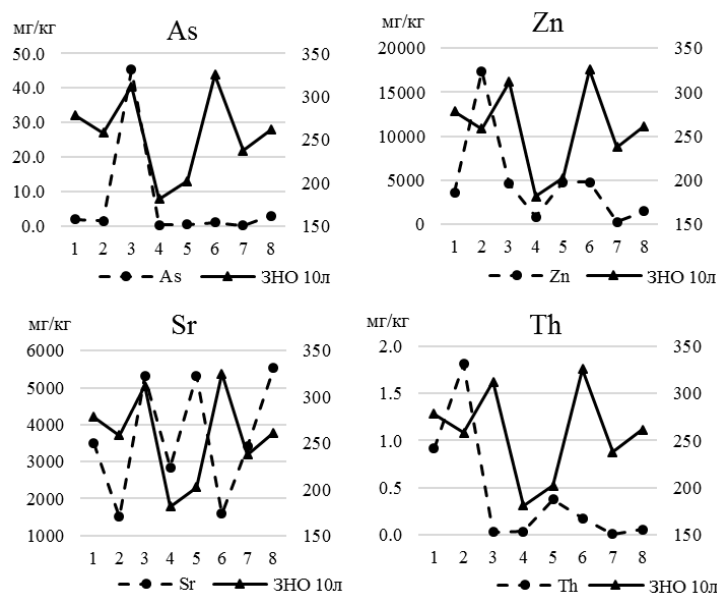 мг/кг As
50.0 350
40.0 300
30.0 250
20.0
10.0 200
0.0 150
1 2 3 4 5 6 7 8
As ЗНО 10л
мг/кг Zn
20000 350
15000 300
10000 250
5000 200
0 150
1 2 3 4 5 6 7 8
Zn ЗНО 10л
мг/кг Sr
6000 350
5000 300
4000 250
3000
2000 200
1000 150
1 2 3 4 5 6 7 8
Sr ЗНО 10л
мг/кг Th
2.0 350
1.5 300
1.0 250
0.5 200
0.0 150
1 2 3 4 5 6 7 8
Th ЗНО 10л